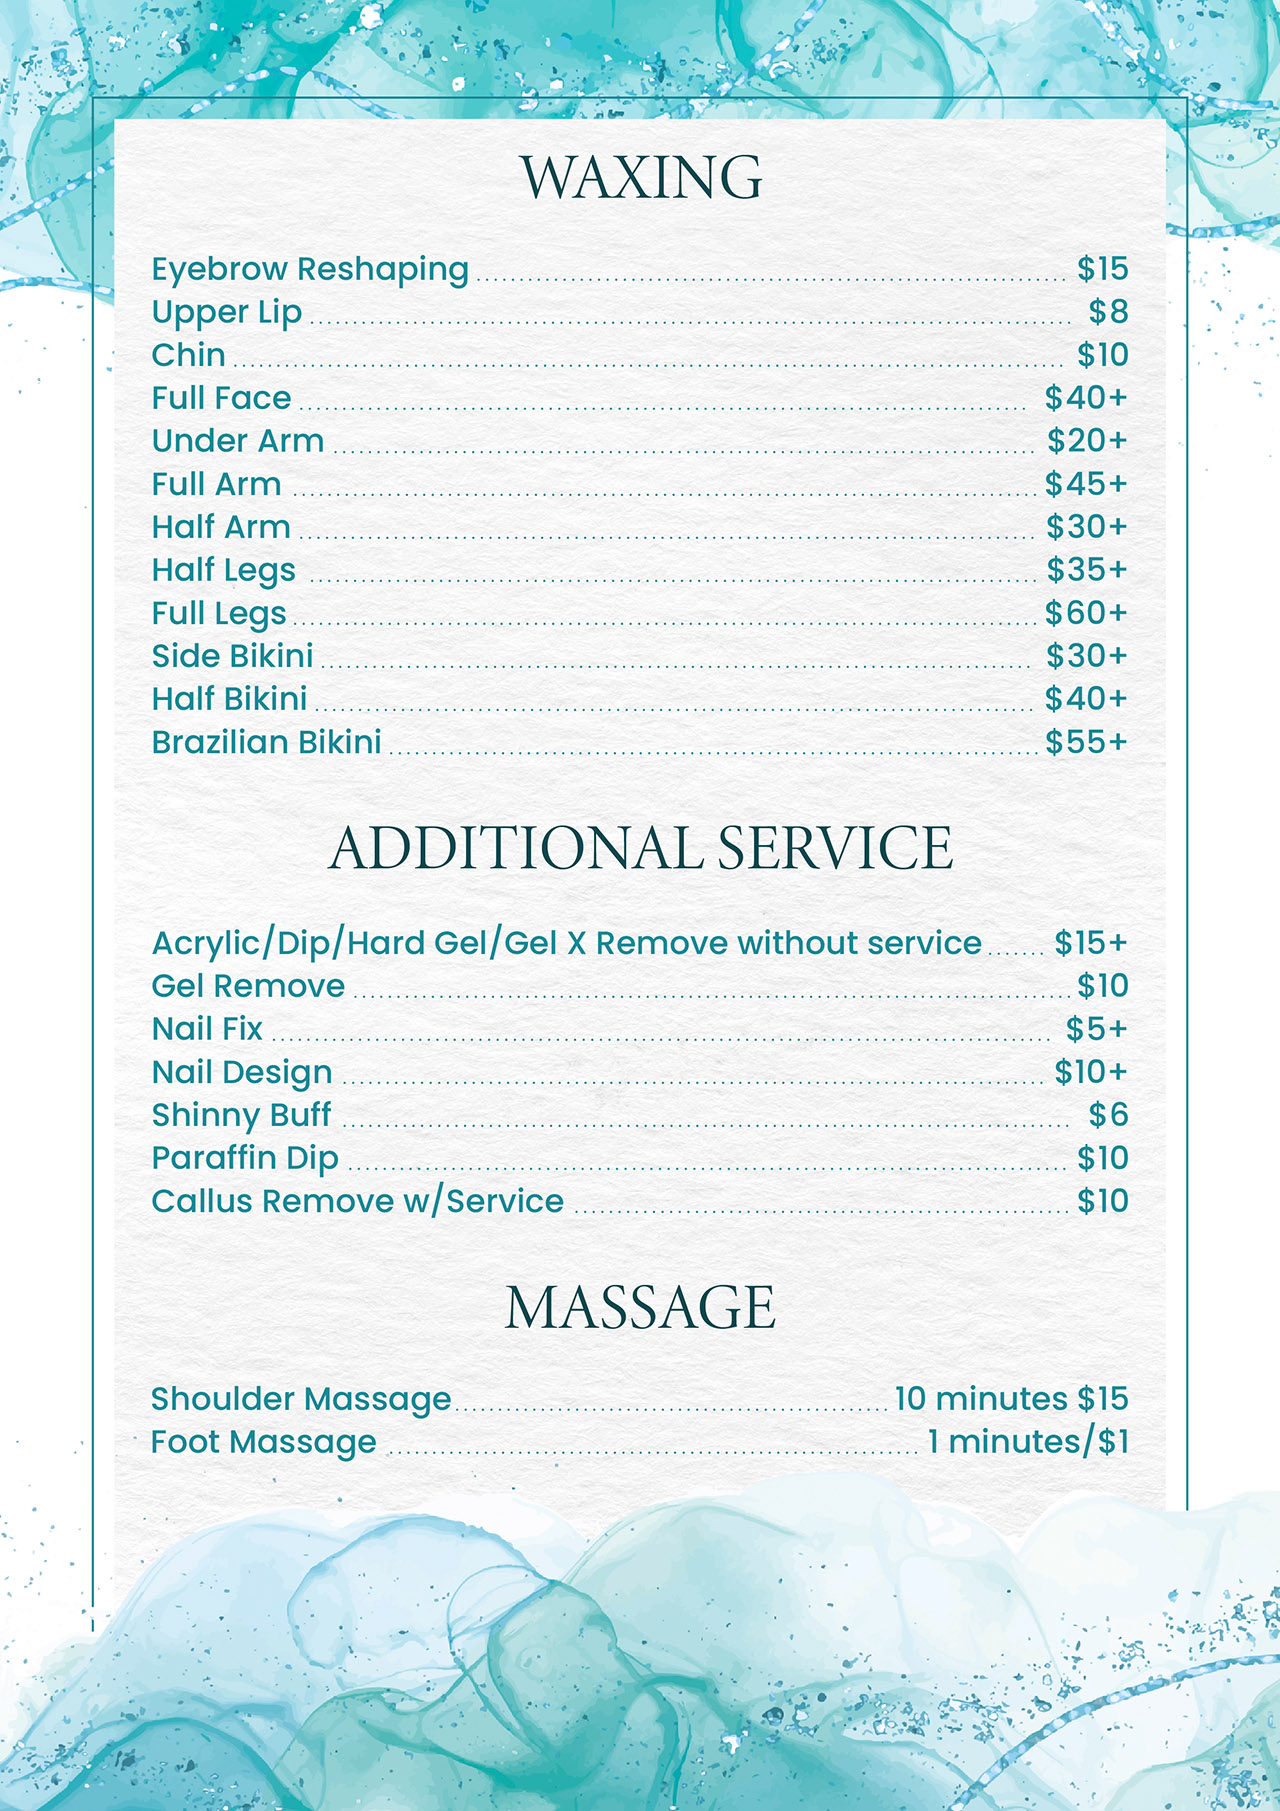 WAXING
Eyebrow Reshaping $15
Upper Lip $8
Chin $10
Full Face $40+
Under Arm $20+
Full Arm $45+
Half Arm $30+
Half Legs $35+
Full Legs $60+
Side Bikini $30+
Half Bikini $40+
Brazilian Bikini $55+
ADDITIONAL SERVICE
Acrylic/Dip/Hard Gel/Gel X Remove without service $15+
Gel Remove $10
Nail Fix $5+
Nail Design $10+
Shinny Buff $6
Paraffin Dip $10
Callus Remove w/Service $10
MASSAGE
Shoulder Massage 10 minutes $15
Foot Massage 1 minutes/$1